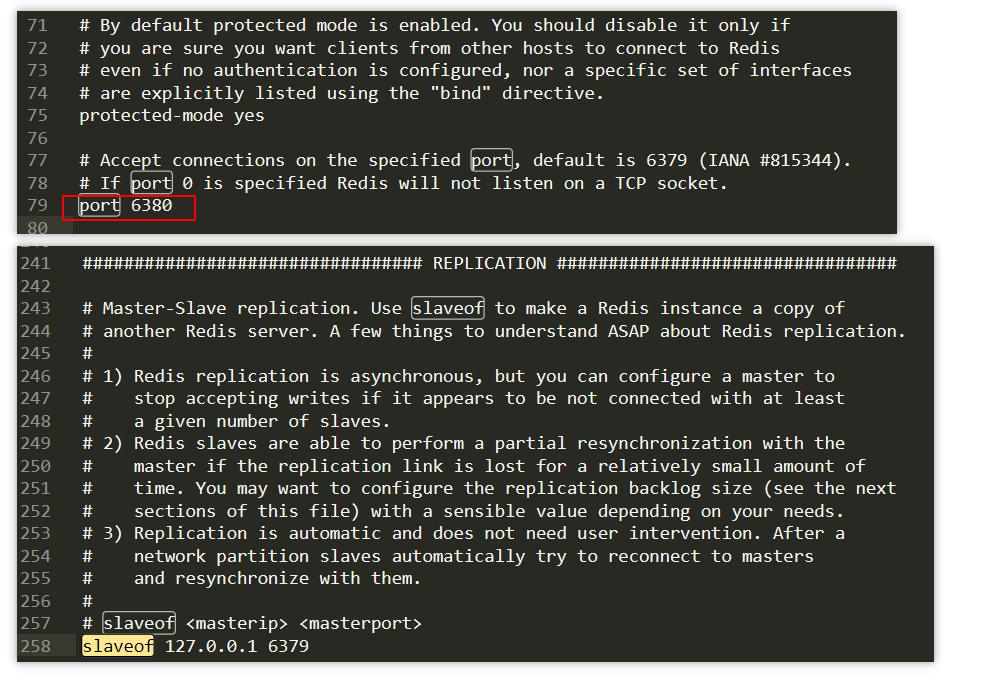 71 # By default protected mode is enabled. You should disable it only if
72 # you are sure you want clients from other hosts to connect to Redis
73 # even if no authentication is configured, nor a specific set of interfaces
74 # are explicitly listed using the "bind" directive.
75 protected-mode yes
76
77 # Accept connections on the specified port, default is 6379 (IANA #815344).
78 # If port 0 is specified Redis will not listen on a TCP socket.
79 port 6380
80
241 ################################# REPLICATION #################################
242
243 # Master-Slave replication. Use slaveof to make a Redis instance a copy of
244 # another Redis server. A few things to understand ASAP about Redis replication.
245 #
246 # 1) Redis replication is asynchronous, but you can configure a master to
247 #    stop accepting writes if it appears to be not connected with at least
248 #    a given number of slaves.
249 # 2) Redis slaves are able to perform a partial resynchronization with the
250 #    master if the replication link is lost for a relatively small amount of
251 #    time. You may want to configure the replication backlog size (see the next
252 #    sections of this file) with a sensible value depending on your needs.
253 # 3) Replication is automatic and does not need user intervention. After a
254 #    network partition slaves automatically try to reconnect to masters
255 #    and resynchronize with them.
256 #
257 # slaveof <masterip> <masterport>
258 slaveof 127.0.0.1 6379